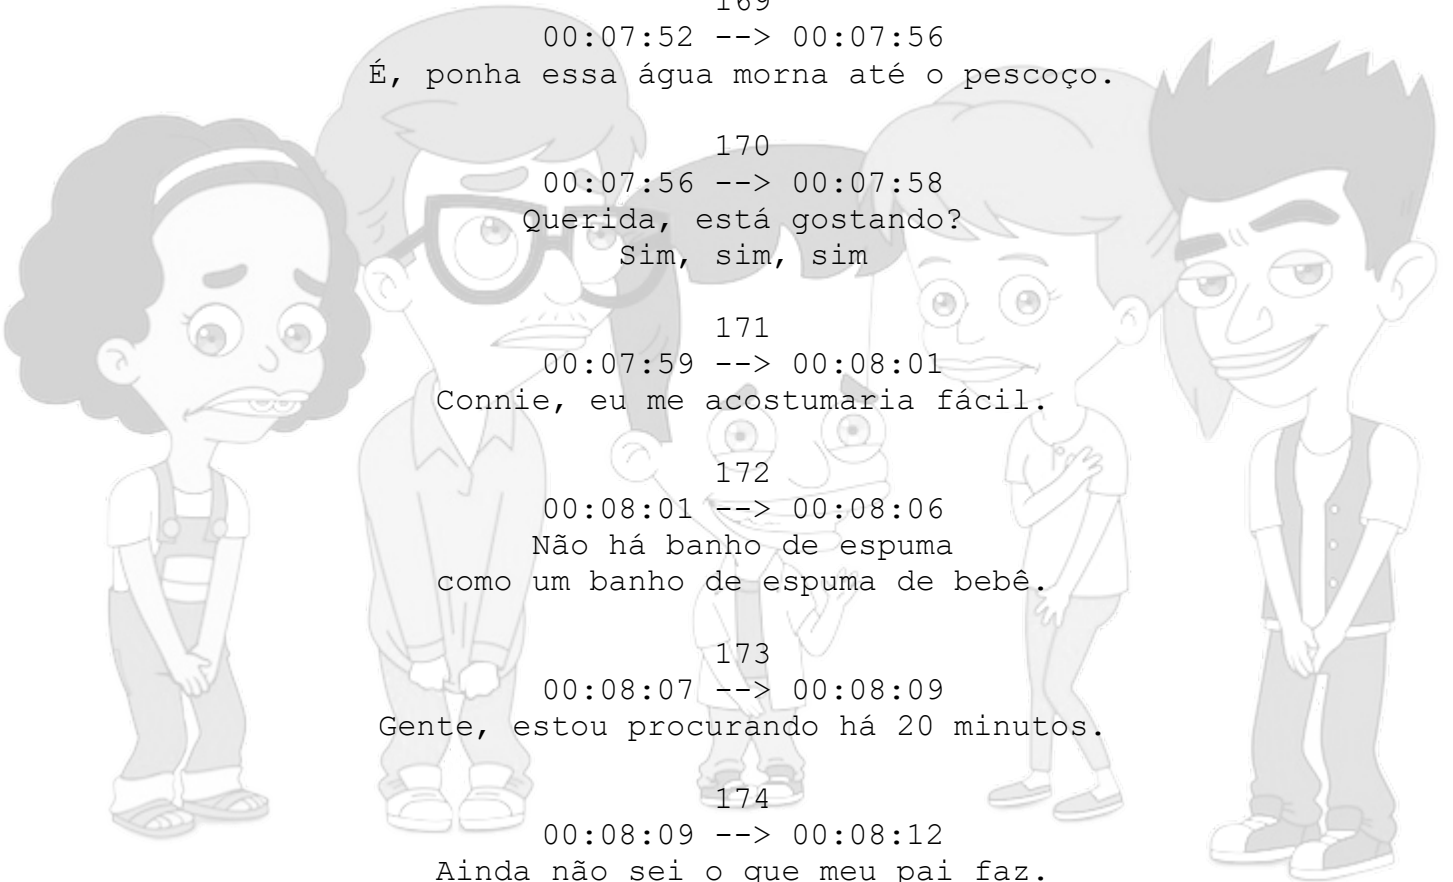 169
00:07:52 --> 00:07:56
É, ponha essa água morna até o pescoço.
170
00:07:56 --> 00:07:58
Querida, está gostando?
Sim, sim, sim
171
00:07:59 --> 00:08:01
Connie, eu me acostumaria fácil.
172
00:08:01 --> 00:08:06
Não há banho de espuma
como um banho de espuma de bebê.
173
00:08:07 --> 00:08:09
Gente, estou procurando há 20 minutos.
174
00:08:09 --> 00:08:12
Ainda não sei o que meu pai faz.